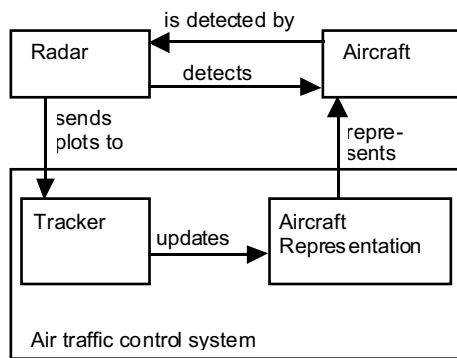 is detected by
Radar
Aircraft
detects
sends
plots to
repre-
sents
Tracker
updates
Aircraft
Representation
Air traffic control system